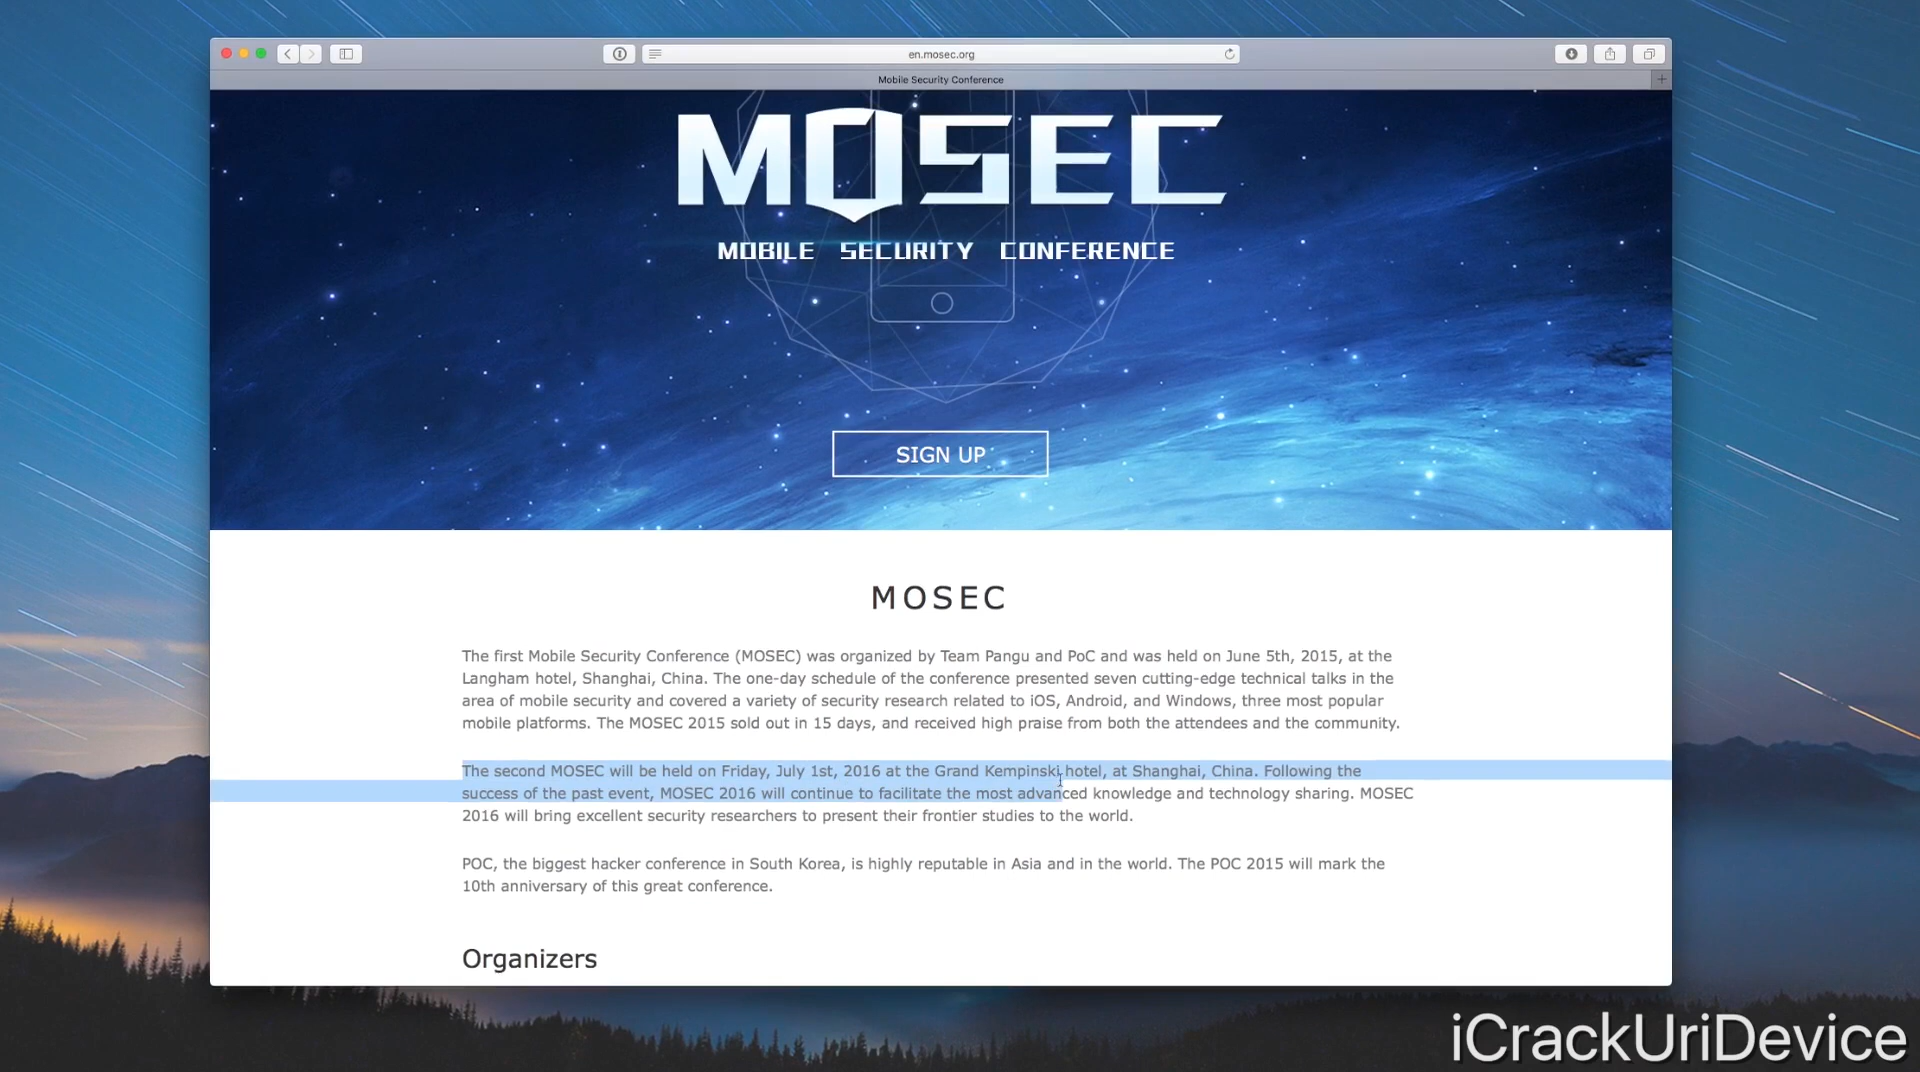 en.mosec.org
Mobile Security Conference
MOSEC
MOBILE SECURITY CONFERENCE
SIGN UP
MOSEC
The first Mobile Security Conference (MOSEC) was organized by Team Pangu and PoC and was held on June 5th, 2015, at the
Langham hotel, Shanghai, China. The one-day schedule of the conference presented seven cutting-edge technical talks in the
area of mobile security and covered a variety of security research related to iOS, Android, and Windows, three most popular
mobile platforms. The MOSEC 2015 sold out in 15 days, and received high praise from both the attendees and the community.
The second MOSEC will be held on Friday, July 1st, 2016 at the Grand Kempinski hotel, at Shanghai, China. Following the
success of the past event, MOSEC 2016 will continue to facilitate the most advanced knowledge and technology sharing. MOSEC
2016 will bring excellent security researchers to present their frontier studies to the world.
POC, the biggest hacker conference in South Korea, is highly reputable in Asia and in the world. The POC 2015 will mark the
10th anniversary of this great conference.
Organizers
iCrackUriDevice